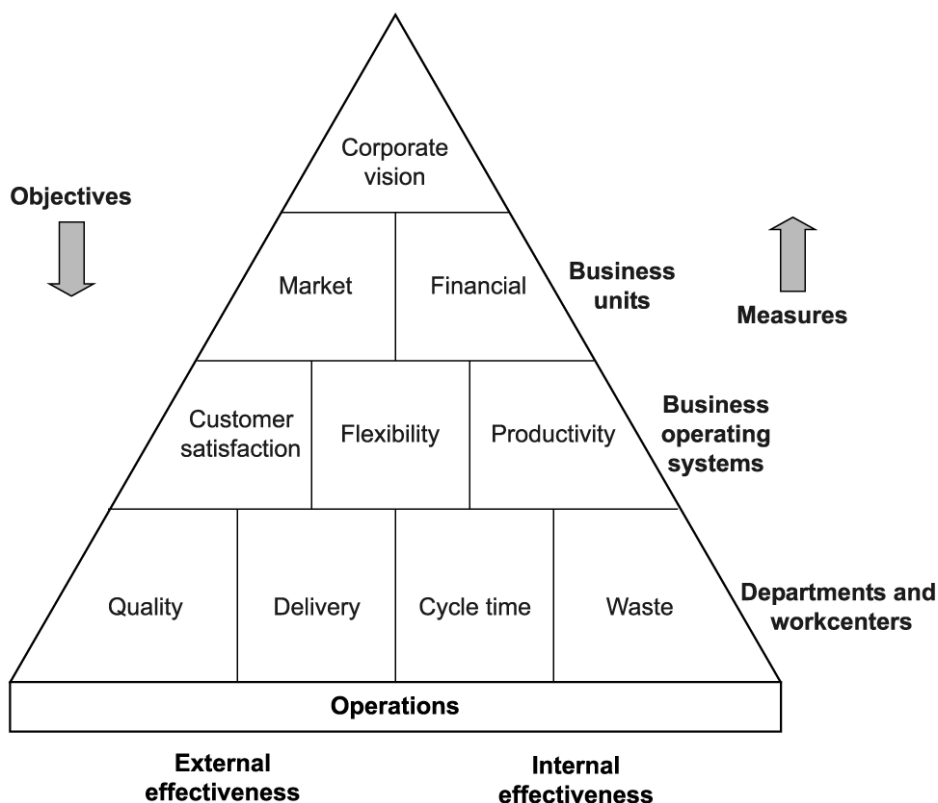 Corporate
vision
Objectives
Market
Financial
Business
units
Measures
Customer
satisfaction
Flexibility
Productivity
Business
operating
systems
Quality
Delivery
Cycle time
Waste
Departments and
workcenters
Operations
External
effectiveness
Internal
effectiveness